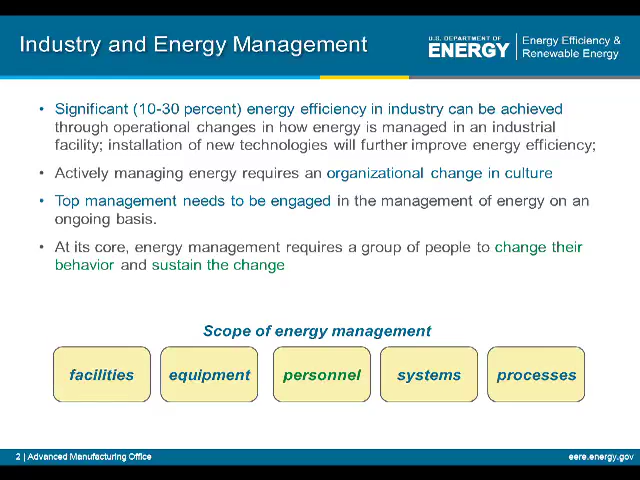 Industry and Energy Management
U.S. DEPARTMENT OF
ENERGY
Energy Efficiency &
Renewable Energy
• Significant (10-30 percent) energy efficiency in industry can be achieved
through operational changes in how energy is managed in an industrial
facility; installation of new technologies will further improve energy efficiency;
• Actively managing energy requires an organizational change in culture
• Top management needs to be engaged in the management of energy on an
ongoing basis.
• At its core, energy management requires a group of people to change their
behavior and sustain the change
Scope of energy management
facilities
equipment
personnel
systems
processes
2 | Advanced Manufacturing Office
eere.energy.gov